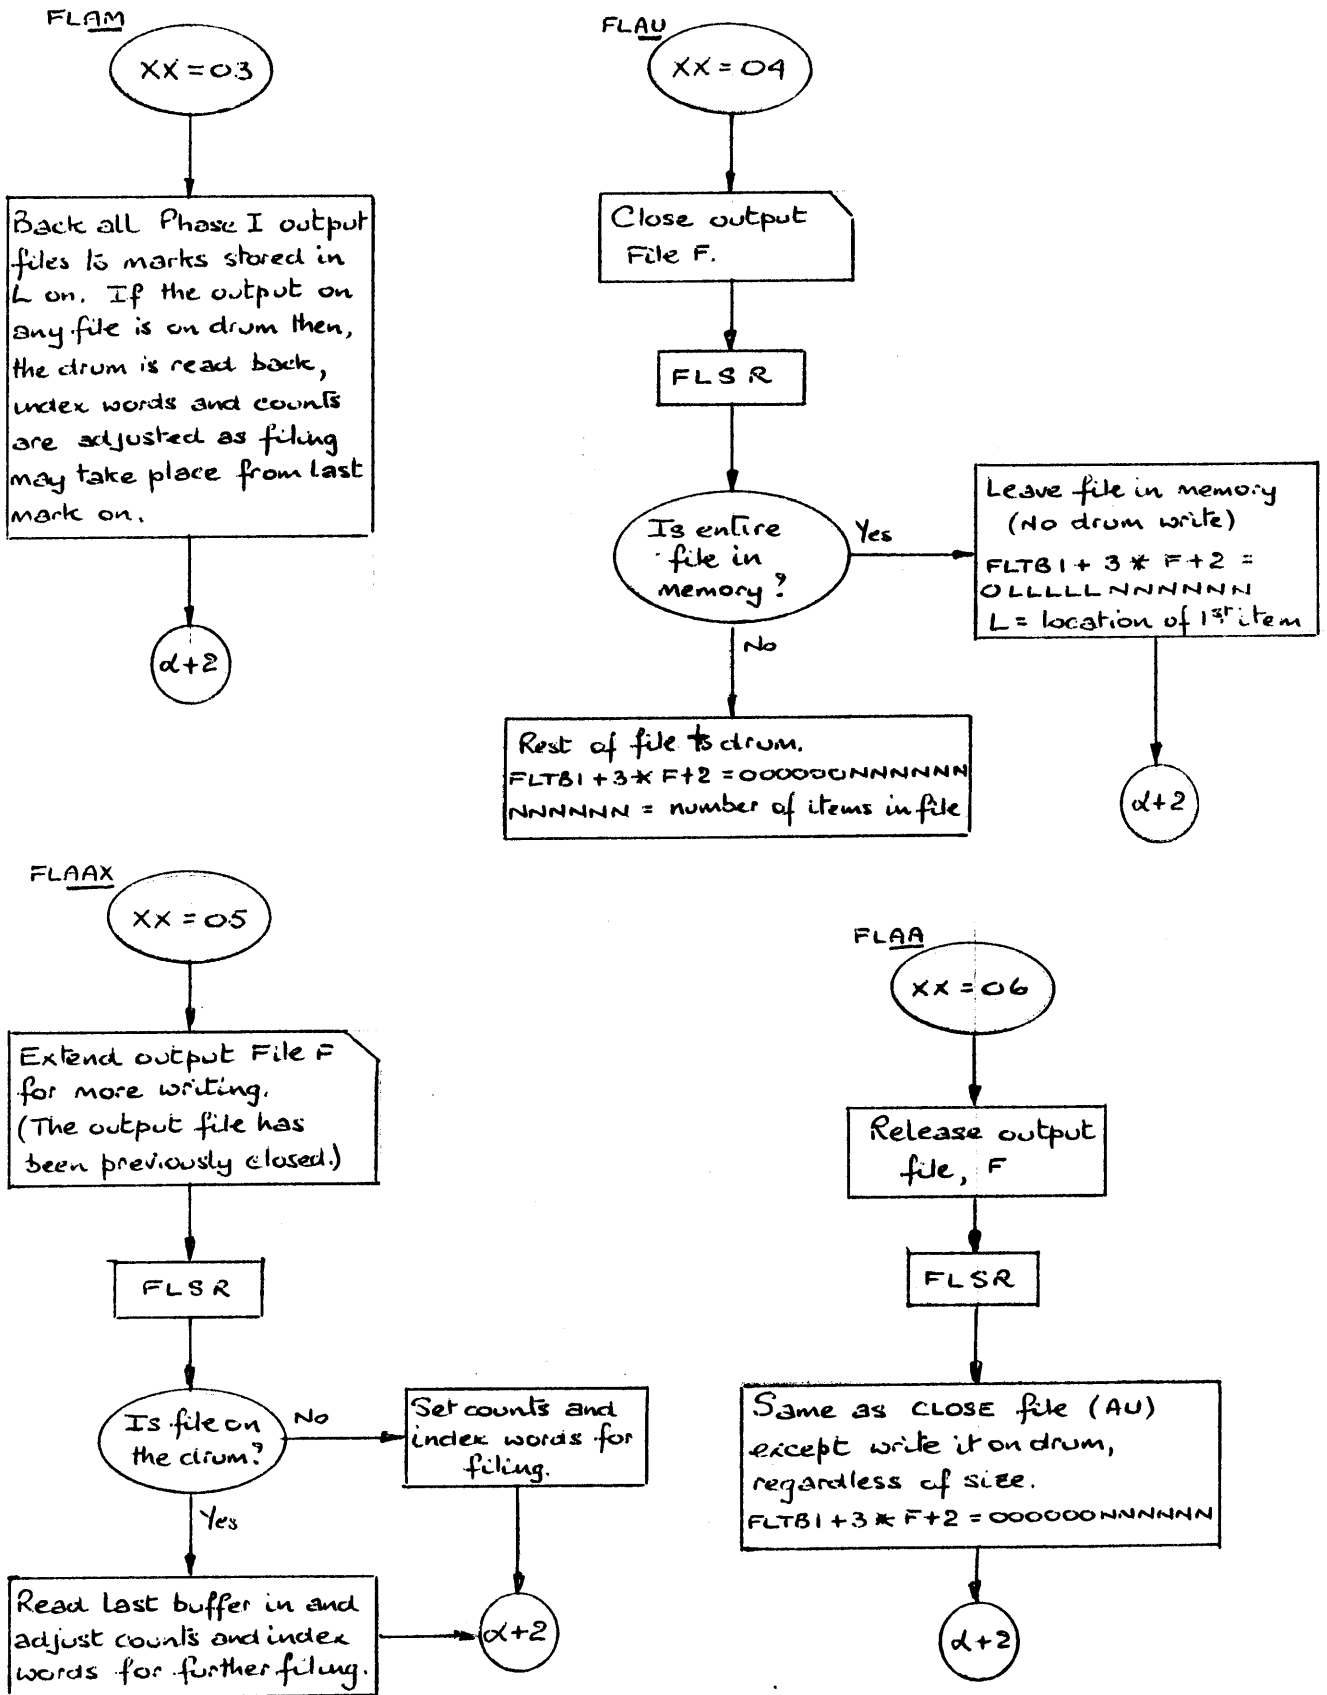 FLAM
XX = 03
Back all Phase I output
files to marks stored in
L on. If the output on
any file is on drum then,
the drum is read back,
index words and counts
are adjusted as filing
may take place from last
mark on.
α+2
FLAU
XX = 04
Close output
File F.
FLSR
Is entire
file in
memory?
Yes
Leave file in memory
(No drum write)
FLTB1 + 3 * F + 2 =
0LLLLLNNNNNN
L = location of 1st item
α+2
No
Rest of file to drum.
FLTB1 + 3 * F + 2 = 000000NNNNNN
NNNNNN = number of items in file
FLAAX
XX = 05
Extend output File F
for more writing.
(The output file has
been previously closed.)
FLSR
Is file on
the drum?
No
Set counts and
index words for
filing.
Yes
Read last buffer in and
adjust counts and index
words for further filing.
α+2
FLAA
XX = 06
Release output
file, F
FLSR
Same as CLOSE file (AU)
except write it on drum,
regardless of size.
FLTB1 + 3 * F + 2 = 000000NNNNNN
α+2